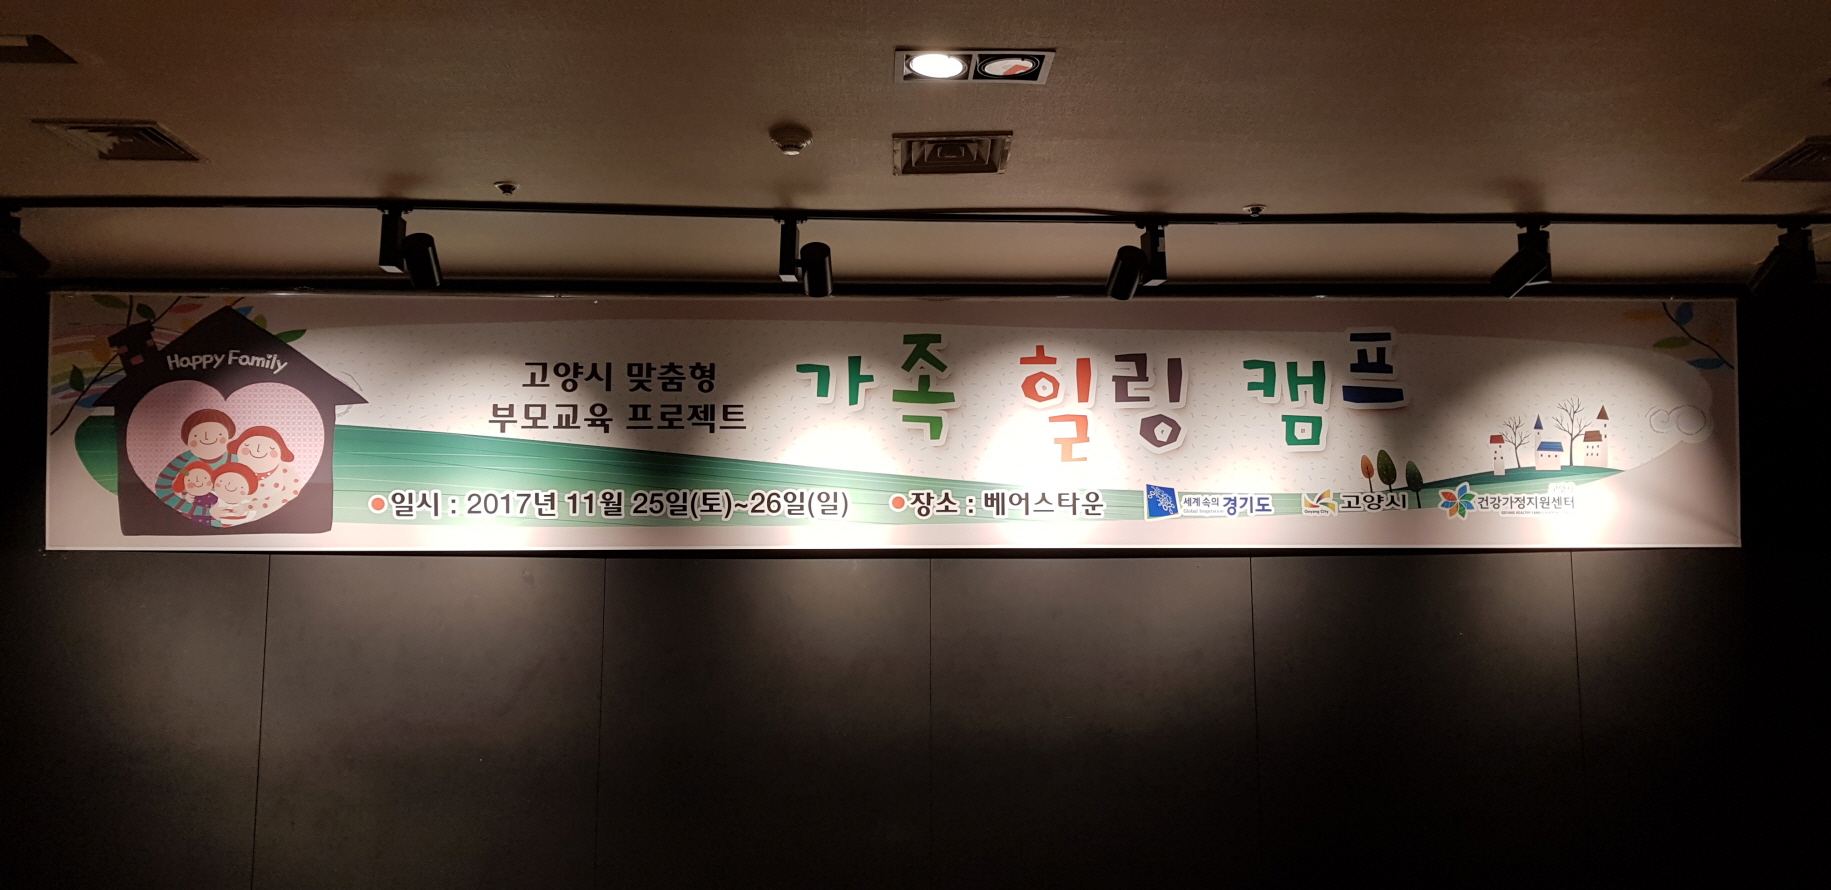 Happy Family
고양시 맞춤형
부모교육 프로젝트
가족 힐링 캠프
일시 : 2017년 11월 25일(토)~26일(일)
장소 : 베어스타운
세계 속의 경기도
고양시
Goyang City
건강가정지원센터